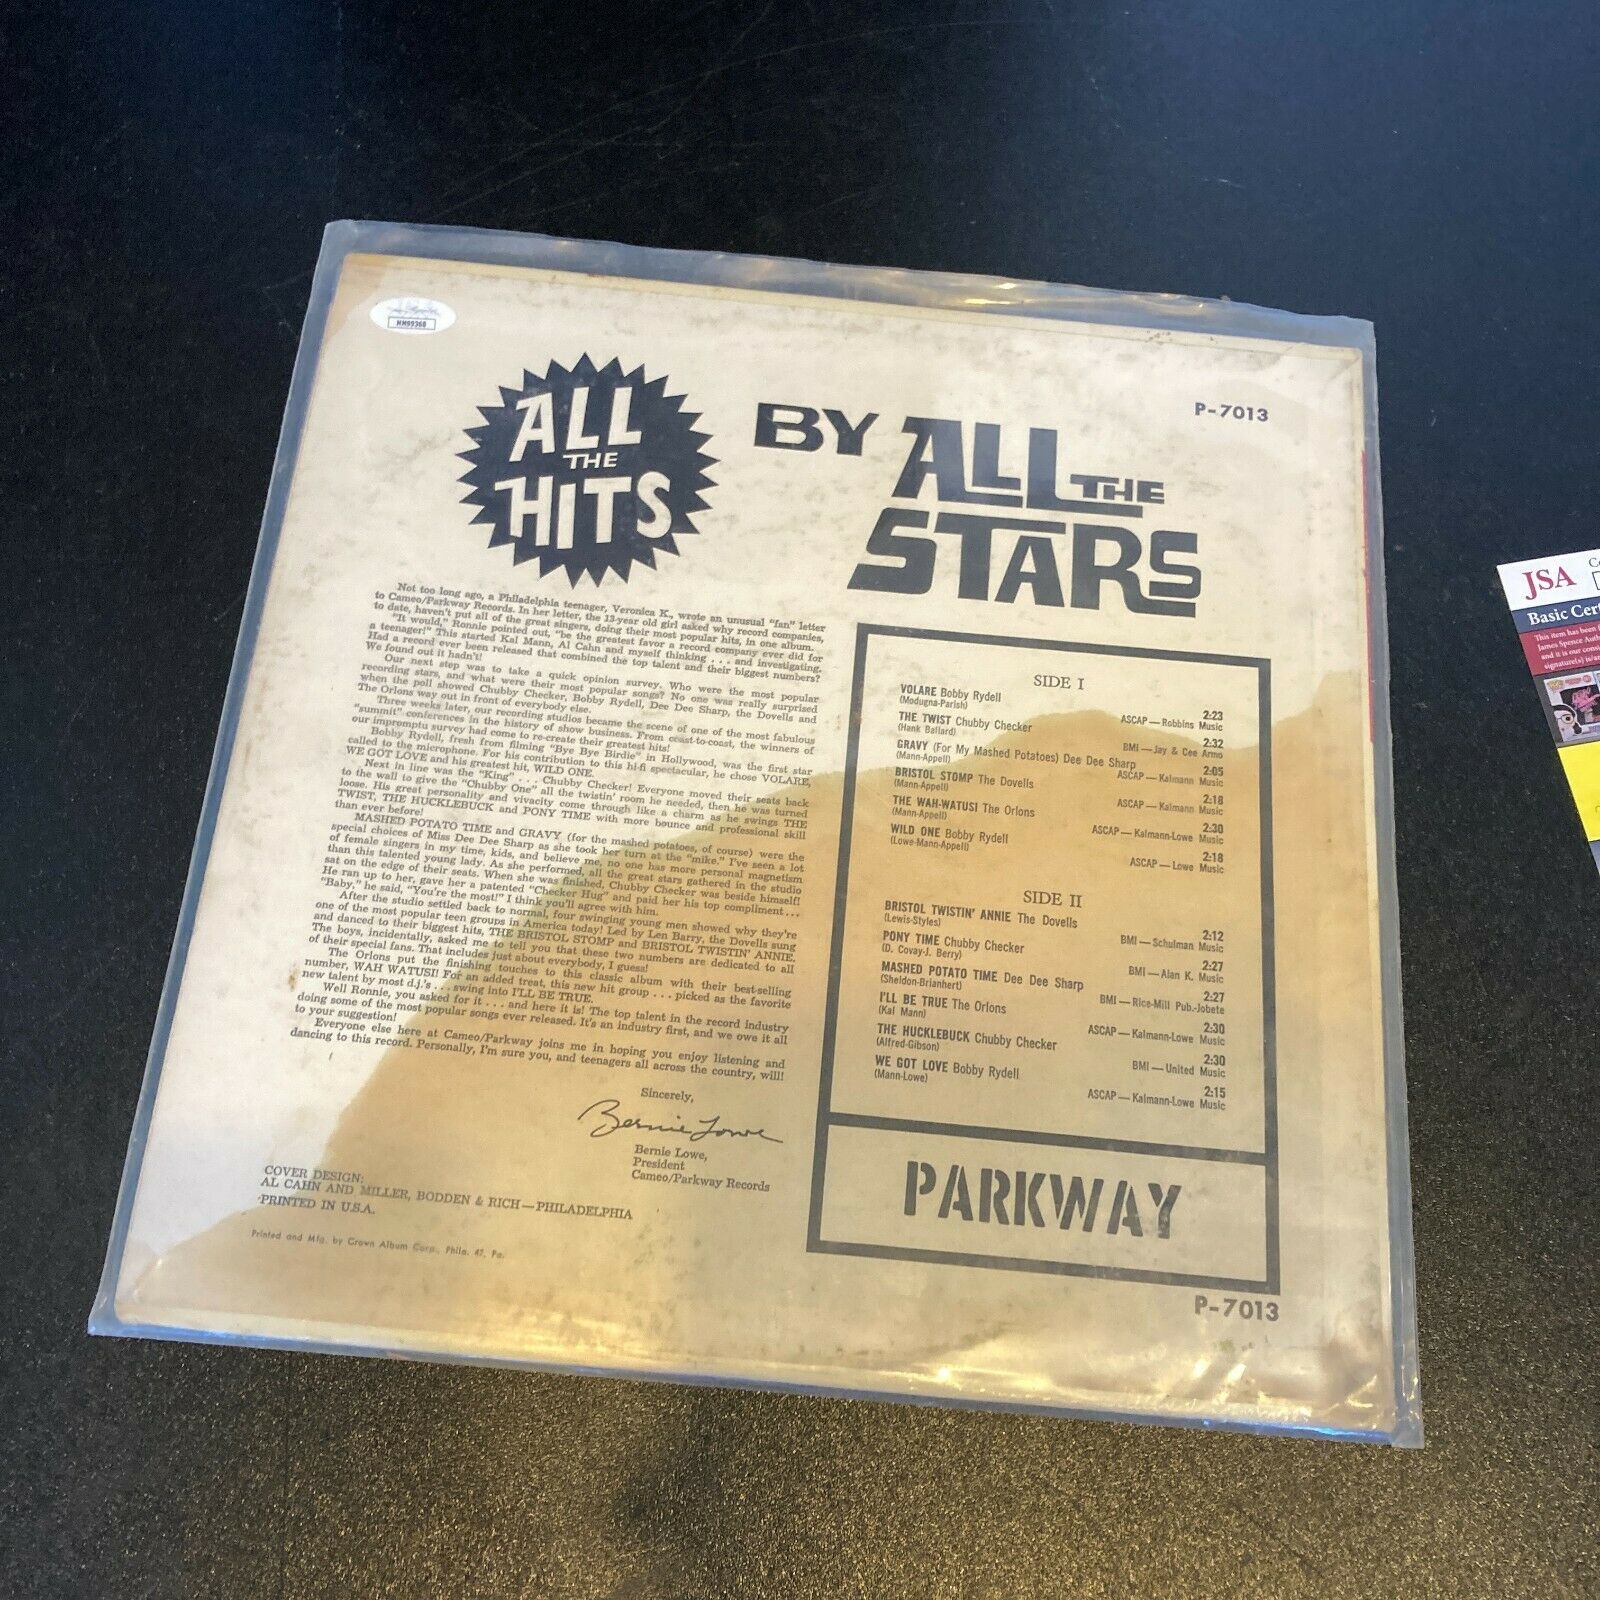 MM99360
P-7013
ALL
THE
HITS
BY ALL THE
STARS
Not too long ago, a Philadelphia teenager, Veronica K., wrote an unusual "fan" letter
to Cameo/Parkway Records. In her letter, the 13-year old girl asked why record companies,
to date, haven't put all of the great singers, doing their most popular hits, in one album.
"It would," Ronnie pointed out, "be the greatest favor a record company ever did for
a teenager!" This started Kal Mann, Al Cahn and myself thinking . . . and investigating.
Had a record ever been released that combined the top talent and their biggest numbers?
We found out it hadn't!
Our next step was to take a quick opinion survey. Who were the most popular
recording stars, and what were their most popular songs? No one was really surprised
when the poll showed Chubby Checker, Bobby Rydell, Dee Dee Sharp, the Dovells and
The Orlons way out in front of everybody else.
Three weeks later, our recording studios became the scene of one of the most fabulous
"summit" conferences in the history of show business. From coast-to-coast, the winners of
our impromptu survey had come to re-create their greatest hits!
Bobby Rydell, fresh from filming "Bye Bye Birdie" in Hollywood, was the first star
called to the microphone. For his contribution to this hi-fi spectacular, he chose VOLARE,
WE GOT LOVE and his greatest hit, WILD ONE.
Next in line was the "King" . . . Chubby Checker! Everyone moved their seats back
to the wall to give the "Chubby One" all the twistin' room he needed, then he was turned
loose. His great personality and vivacity come through like a charm as he swings THE
TWIST, THE HUCKLEBUCK and PONY TIME with more bounce and professional skill
than ever before!
MASHED POTATO TIME and GRAVY (for the mashed potatoes, of course) were the
special choices of Miss Dee Dee Sharp as she took her turn at the "mike." I've seen a lot
of female singers in my time, kids, and believe me, no one has more personal magnetism
than this talented young lady. As she performed, all the great stars gathered in the studio
sat on the edge of their seats. When she was finished, Chubby Checker was beside himself!
He ran up to her, gave her a patented "Checker Hug" and paid her his top compliment...
"Baby," he said, "You're the most!" I think you'll agree with him.
After the studio settled back to normal, four swinging young men showed why they're
one of the most popular teen groups in America today! Led by Len Barry, the Dovells sung
and danced to their biggest hits, THE BRISTOL STOMP and BRISTOL TWISTIN' ANNIE.
The boys, incidentally, asked me to tell you that these two numbers are dedicated to all
of their special fans. That includes just about everybody, I guess!
The Orlons put the finishing touches to this classic album with their best-selling
number, WAH WATUSI! For an added treat, this new hit group . . . picked as the favorite
new talent by most d.j.'s . . . swing into I'LL BE TRUE.
Well Ronnie, you asked for it . . . and here it is! The top talent in the record industry
doing some of the most popular songs ever released. It's an industry first, and we owe it all
to your suggestion!
Everyone else here at Cameo/Parkway joins me in hoping you enjoy listening and
dancing to this record. Personally, I'm sure you, and teenagers all across the country, will!
Sincerely,
Bernie Lowe
Bernie Lowe,
President
Cameo/Parkway Records
COVER DESIGN:
AL CAHN AND MILLER, BODDEN & RICH—PHILADELPHIA
PRINTED IN U.S.A.
Printed and Mfg. by Crown Album Corp., Phila. 47, Pa.
SIDE I
VOLARE Bobby Rydell 2:23
(Modugna-Parish) ASCAP—Robbins Music
THE TWIST Chubby Checker 2:32
(Hank Ballard) BMI—Jay & Cee Armo
GRAVY (For My Mashed Potatoes) Dee Dee Sharp 2:05
(Mann-Appell) ASCAP—Kalmann Music
BRISTOL STOMP The Dovells 2:18
(Mann-Appell) ASCAP—Kalmann Music
THE WAH-WATUSI The Orlons 2:30
(Mann-Appell) ASCAP—Kalmann-Lowe Music
WILD ONE Bobby Rydell 2:18
(Lowe-Mann-Appell) ASCAP—Lowe Music
SIDE II
BRISTOL TWISTIN' ANNIE The Dovells 2:12
(Lewis-Styles) BMI—Schulman Music
PONY TIME Chubby Checker 2:27
(D. Covay-J. Berry) BMI—Alan K. Music
MASHED POTATO TIME Dee Dee Sharp 2:27
(Sheldon-Brianhert) BMI—Rice-Mill Pub.-Jobete
I'LL BE TRUE The Orlons 2:30
(Kal Mann) ASCAP—Kalmann-Lowe Music
THE HUCKLEBUCK Chubby Checker 2:30
(Alfred-Gibson) BMI—United Music
WE GOT LOVE Bobby Rydell 2:15
(Mann-Lowe) ASCAP—Kalmann-Lowe Music
PARKWAY
P-7013
JSA
Basic Cert
This item has been
James Spence Auth
and it is our consi
signature(s) is/a